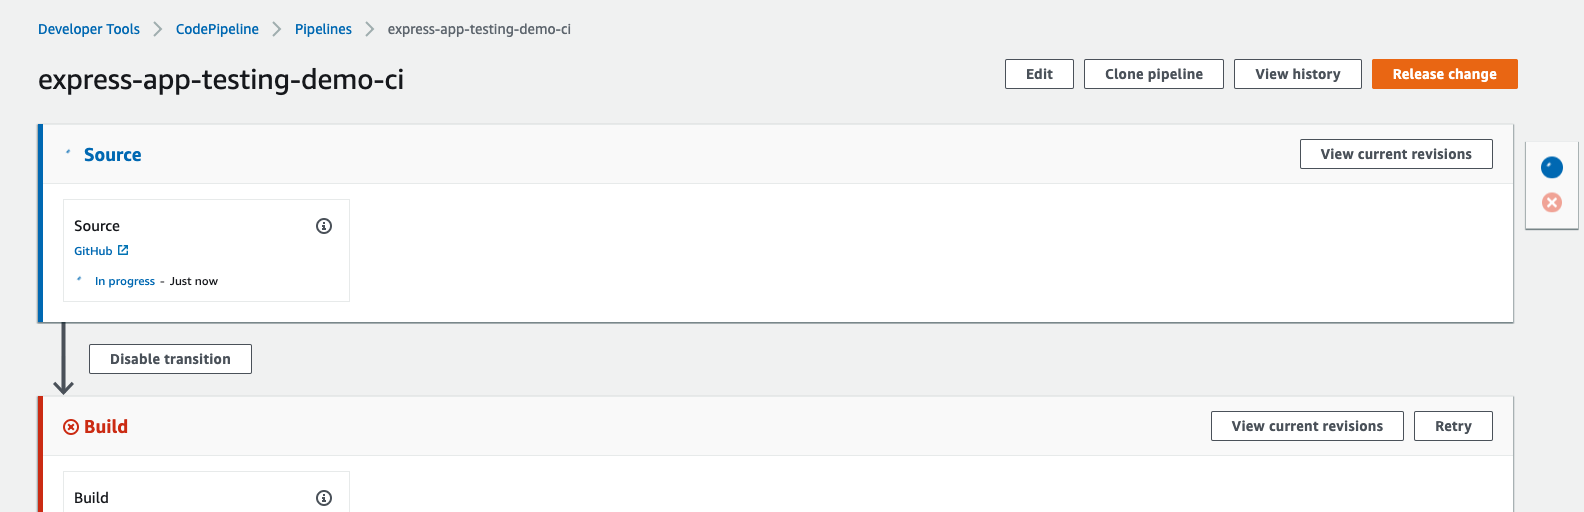 Developer Tools > CodePipeline > Pipelines > express-app-testing-demo-ci
express-app-testing-demo-ci
Edit
Clone pipeline
View history
Release change
Source
View current revisions
Source
GitHub
In progress - Just now
Disable transition
Build
View current revisions
Retry
Build